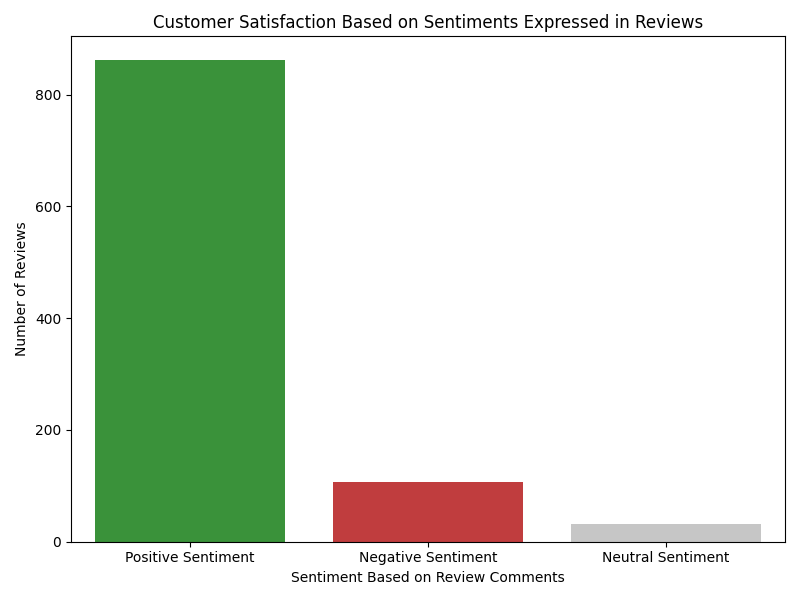 Customer Satisfaction Based on Sentiments Expressed in Reviews
Number of Reviews
800
600
400
200
0
Positive Sentiment
Negative Sentiment
Neutral Sentiment
Sentiment Based on Review Comments